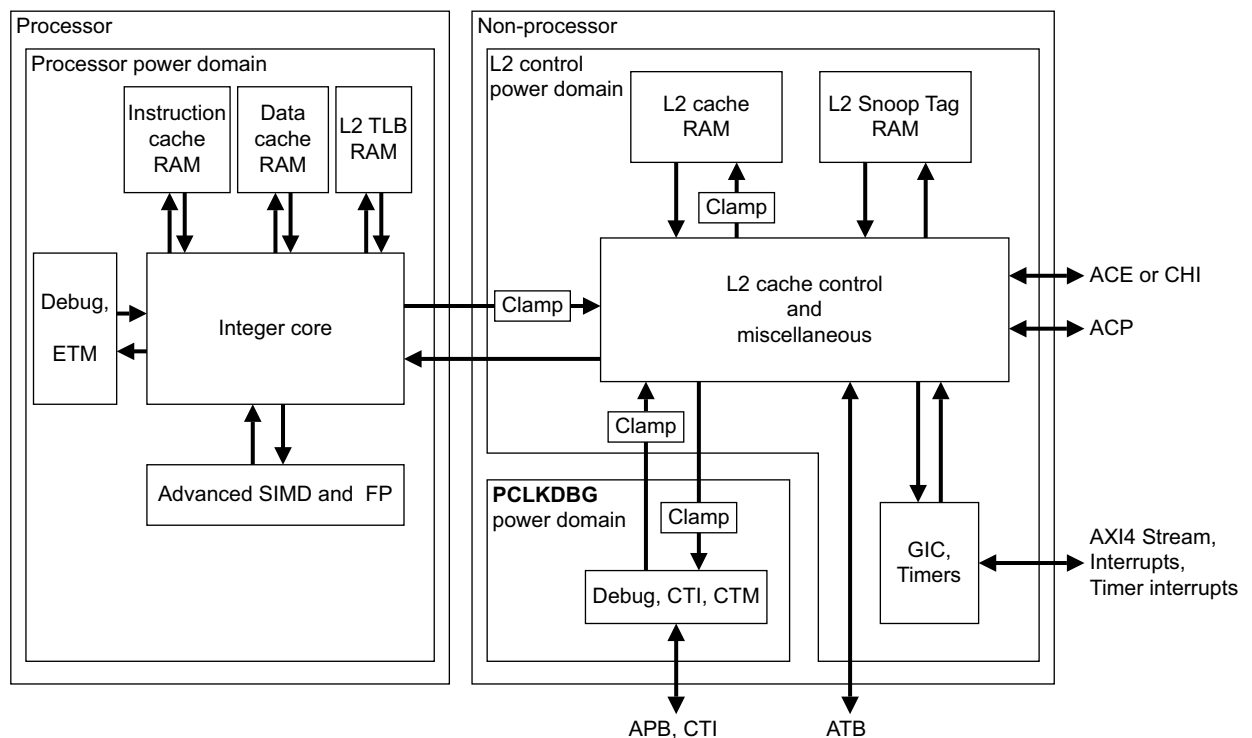 Processor
Processor power domain
Instruction
cache
RAM
Data
cache
RAM
L2 TLB
RAM
Debug,
ETM
Integer core
Advanced SIMD and FP
Clamp
Non-processor
L2 control
power domain
L2 cache
RAM
L2 Snoop Tag
RAM
Clamp
L2 cache control
and
miscellaneous
ACE or CHI
ACP
Clamp
PCLKDBG
power domain
Clamp
Debug, CTI, CTM
GIC,
Timers
AXI4 Stream,
Interrupts,
Timer interrupts
APB, CTI
ATB